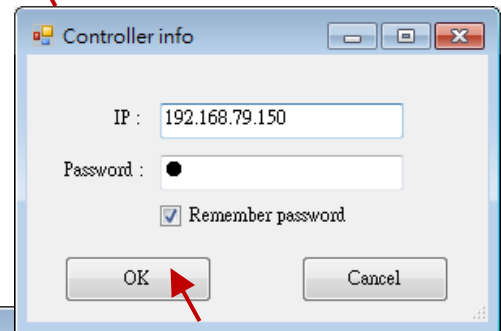 Controller info
IP : 192.168.79.150
Password : ●
Remember password
OK Cancel